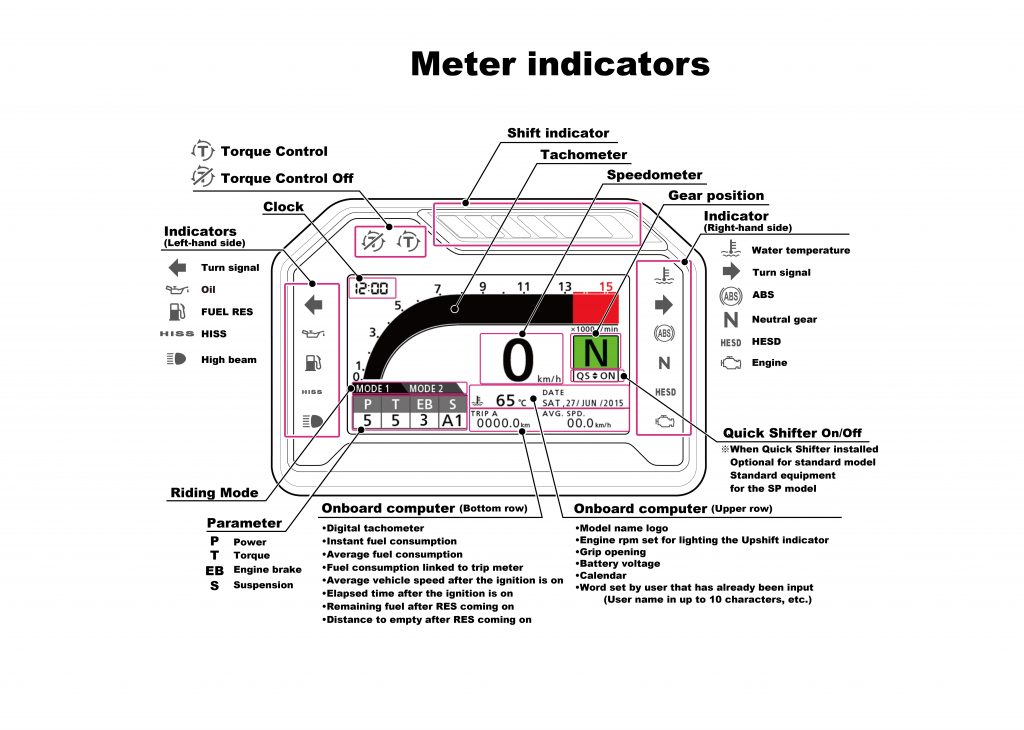 Meter indicators
Shift indicator
Tachometer
Speedometer
Gear position
T Torque Control
T Torque Control Off
Clock
Indicators
(Left-hand side)
Turn signal
Oil
FUEL RES
HISS HISS
High beam
Indicator
(Right-hand side)
Water temperature
Turn signal
(ABS) ABS
N Neutral gear
HESD HESD
Engine
T T
12:00
0. 1. 3. 5. 7 9 11 13 15
×1000r/min
0 km/h
N
QS ON
MODE 1 MODE 2
P T EB S
5 5 3 A1
65 °C
DATE
SAT,27/JUN/2015
TRIP A
0000.0km
AVG. SPD.
00.0km/h
HISS
(ABS)
N
HESD
Quick Shifter On/Off
※When Quick Shifter installed
Optional for standard model
Standard equipment
for the SP model
Riding Mode
Parameter
P Power
T Torque
EB Engine brake
S Suspension
Onboard computer (Bottom row)
•Digital tachometer
•Instant fuel consumption
•Average fuel consumption
•Fuel consumption linked to trip meter
•Average vehicle speed after the ignition is on
•Elapsed time after the ignition is on
•Remaining fuel after RES coming on
•Distance to empty after RES coming on
Onboard computer (Upper row)
•Model name logo
•Engine rpm set for lighting the Upshift indicator
•Grip opening
•Battery voltage
•Calendar
•Word set by user that has already been input
(User name in up to 10 characters, etc.)